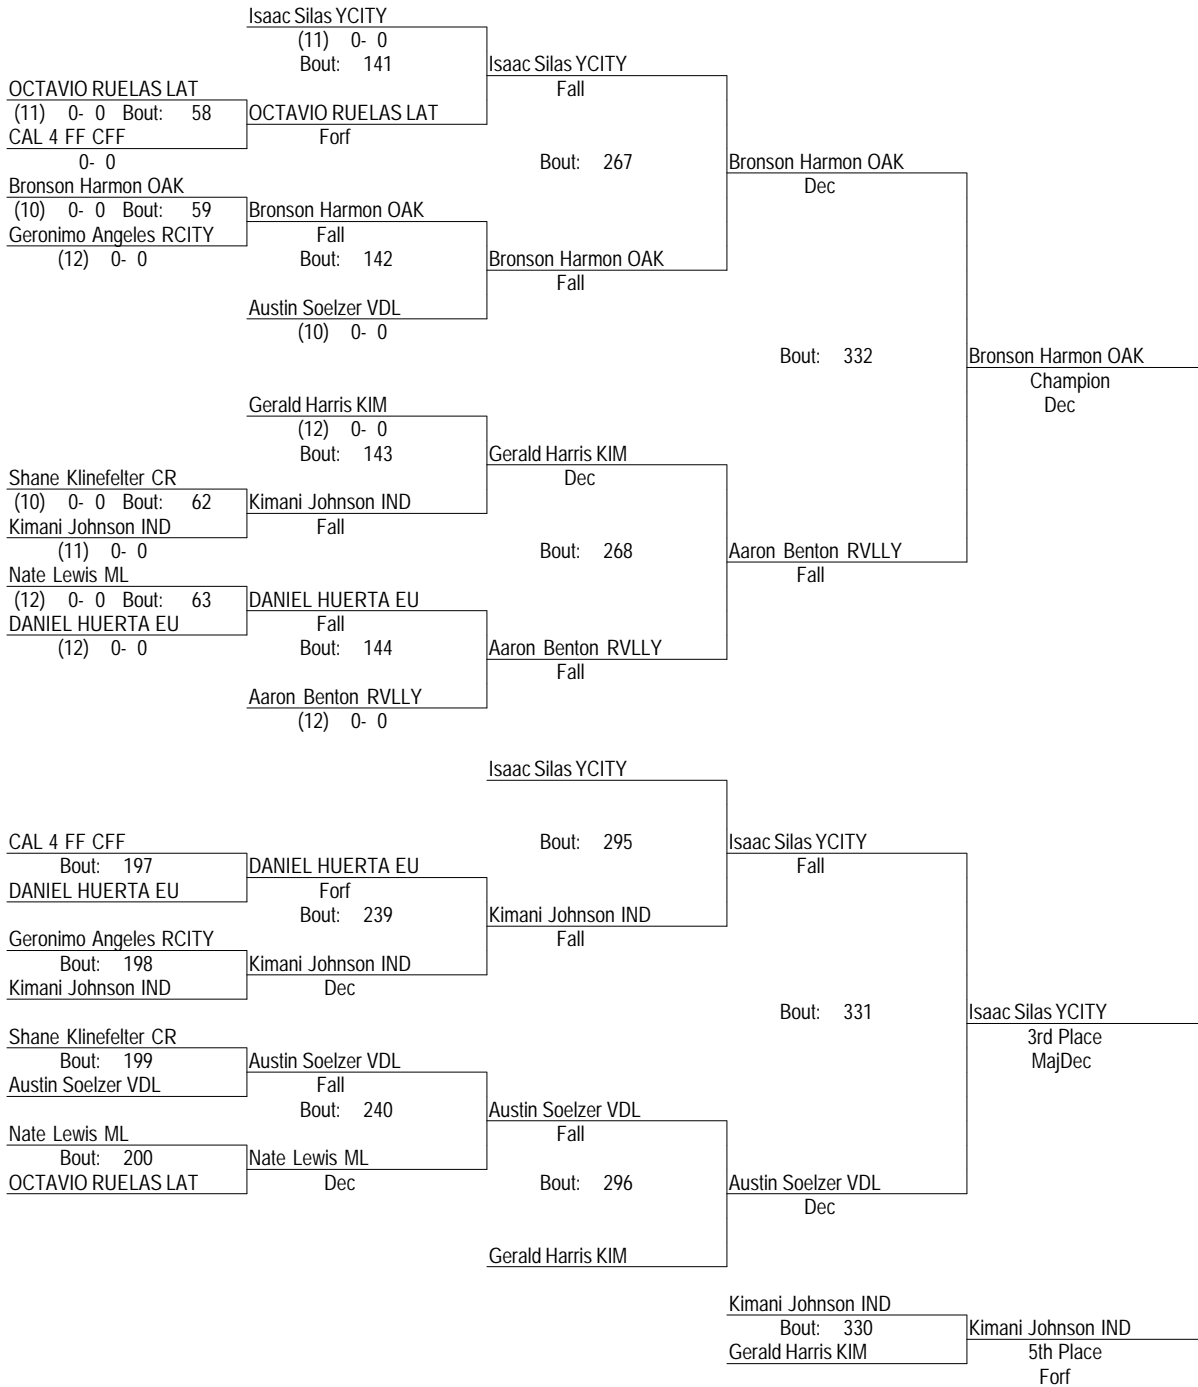 Isaac Silas YCITY
(11) 0- 0
Bout: 141
Isaac Silas YCITY
Fall
OCTAVIO RUELAS LAT
(11) 0- 0 Bout: 58
OCTAVIO RUELAS LAT
CAL 4 FF CFF
Forf
0- 0
Bout: 267
Bronson Harmon OAK
Dec
Bronson Harmon OAK
(10) 0- 0 Bout: 59
Bronson Harmon OAK
Geronimo Angeles RCITY
Fall
(12) 0- 0
Bout: 142
Bronson Harmon OAK
Fall
Austin Soelzer VDL
(10) 0- 0
Bout: 332
Bronson Harmon OAK
Champion
Dec
Gerald Harris KIM
(12) 0- 0
Bout: 143
Gerald Harris KIM
Dec
Shane Klinefelter CR
(10) 0- 0 Bout: 62
Kimani Johnson IND
Kimani Johnson IND
Fall
(11) 0- 0
Bout: 268
Aaron Benton RVLLY
Fall
Nate Lewis ML
(12) 0- 0 Bout: 63
DANIEL HUERTA EU
DANIEL HUERTA EU
Fall
(12) 0- 0
Bout: 144
Aaron Benton RVLLY
Fall
Aaron Benton RVLLY
(12) 0- 0
Isaac Silas YCITY
CAL 4 FF CFF
Bout: 295
Isaac Silas YCITY
Bout: 197
DANIEL HUERTA EU
Fall
DANIEL HUERTA EU
Forf
Bout: 239
Kimani Johnson IND
Fall
Geronimo Angeles RCITY
Bout: 198
Kimani Johnson IND
Kimani Johnson IND
Dec
Bout: 331
Isaac Silas YCITY
3rd Place
MajDec
Shane Klinefelter CR
Bout: 199
Austin Soelzer VDL
Austin Soelzer VDL
Fall
Bout: 240
Austin Soelzer VDL
Fall
Nate Lewis ML
Bout: 200
Nate Lewis ML
OCTAVIO RUELAS LAT
Dec
Bout: 296
Austin Soelzer VDL
Dec
Gerald Harris KIM
Kimani Johnson IND
Bout: 330
Kimani Johnson IND
Gerald Harris KIM
5th Place
Forf